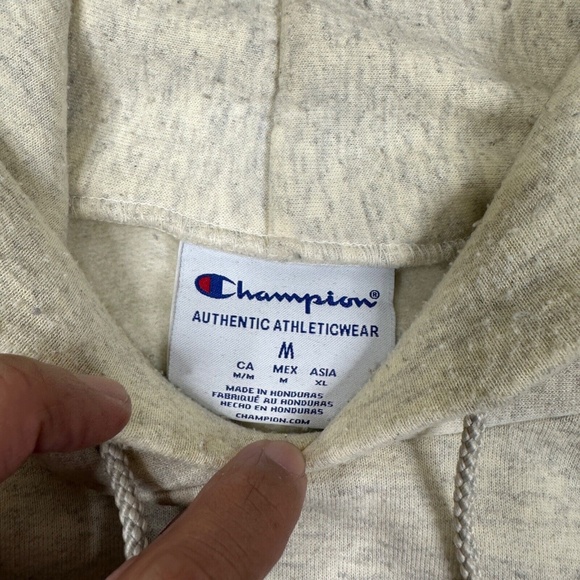 Champion®
AUTHENTIC ATHLETICWEAR
M
CA MEX ASIA
M/M M XL
MADE IN HONDURAS
FABRIQUÉ AU HONDURAS
HECHO EN HONDURAS
CHAMPION.COM